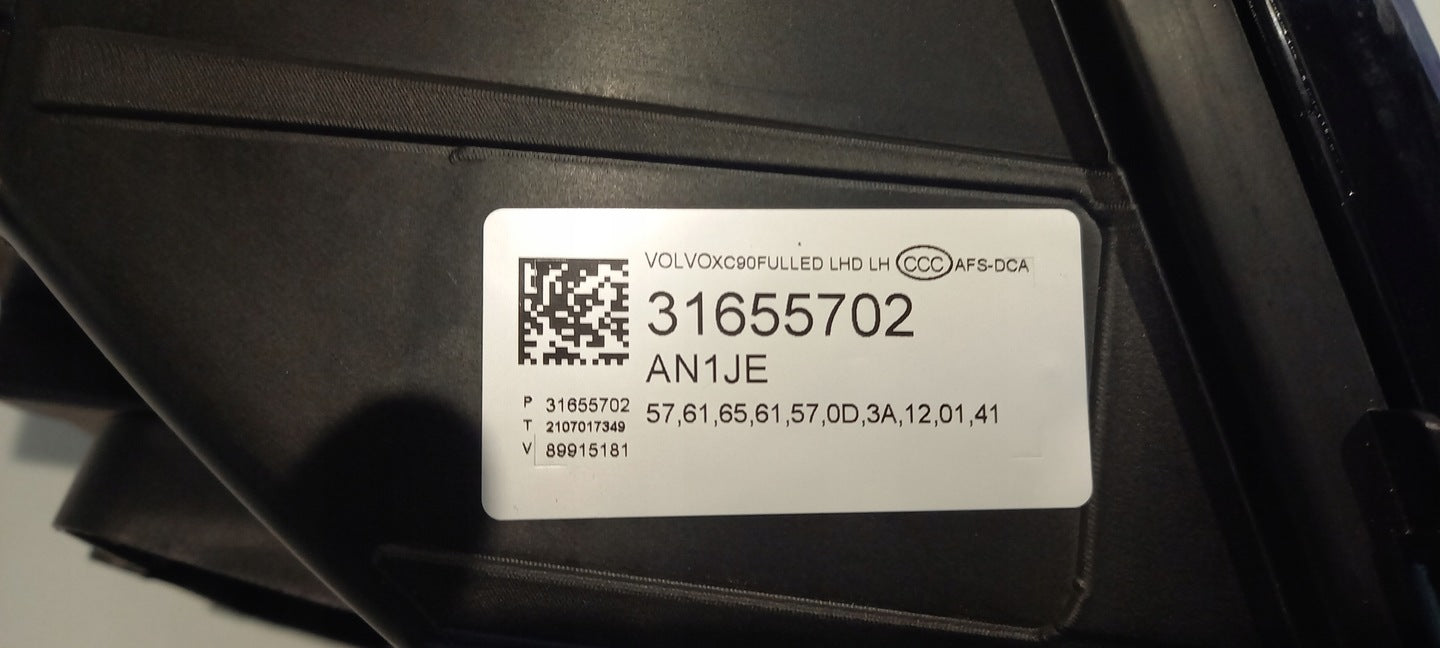 VOLVOXC90FULLED LHD LH CCC AFS-DCA
31655702
AN1JE
57,61,65,61,57,0D,3A,12,01,41
P 31655702
T 2107017349
V 89915181